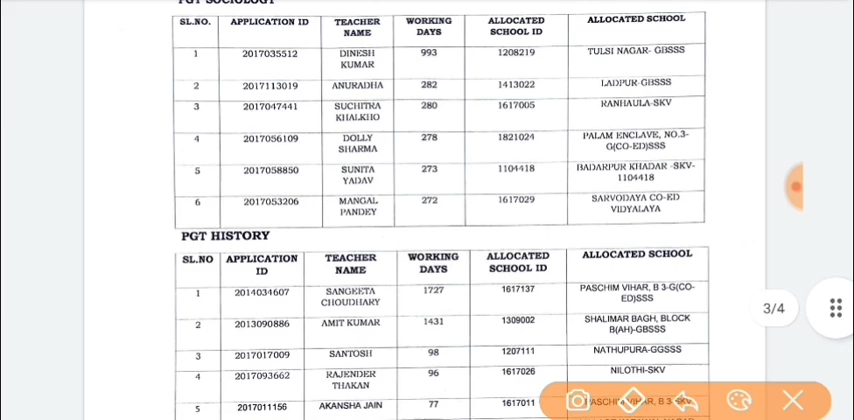 PGT SOCIOLOGY
SL.NO. APPLICATION ID TEACHER NAME WORKING DAYS ALLOCATED SCHOOL ID ALLOCATED SCHOOL
1 2017035512 DINESH KUMAR 993 1208219 TULSI NAGAR- GBSSS
2 2017113019 ANURADHA 282 1413022 LADPUR-GBSSS
3 2017047441 SUCHITRA KHALKHO 280 1617005 RANHAULA-SKV
4 2017056109 DOLLY SHARMA 278 1821024 PALAM ENCLAVE, NO.3-G(CO-ED)SSS
5 2017058850 SUNITA YADAV 273 1104418 BADARPUR KHADAR -SKV-1104418
6 2017053206 MANGAL PANDEY 272 1617029 SARVODAYA CO-ED VIDYALAYA
PGT HISTORY
SL.NO APPLICATION ID TEACHER NAME WORKING DAYS ALLOCATED SCHOOL ID ALLOCATED SCHOOL
1 2014034607 SANGEETA CHOUDHARY 1727 1617137 PASCHIM VIHAR, B 3-G(CO-ED)SSS
2 2013090886 AMIT KUMAR 1431 1309002 SHALIMAR BAGH, BLOCK B(AH)-GBSSS
3 2017017009 SANTOSH 98 1207111 NATHUPURA-GGSSS
4 2017093662 RAJENDER THAKAN 96 1617026 NILOTHI-SKV
5 2017011156 AKANSHA JAIN 77 1617011 PASCHIM VIHAR, B 3-SKV
3/4